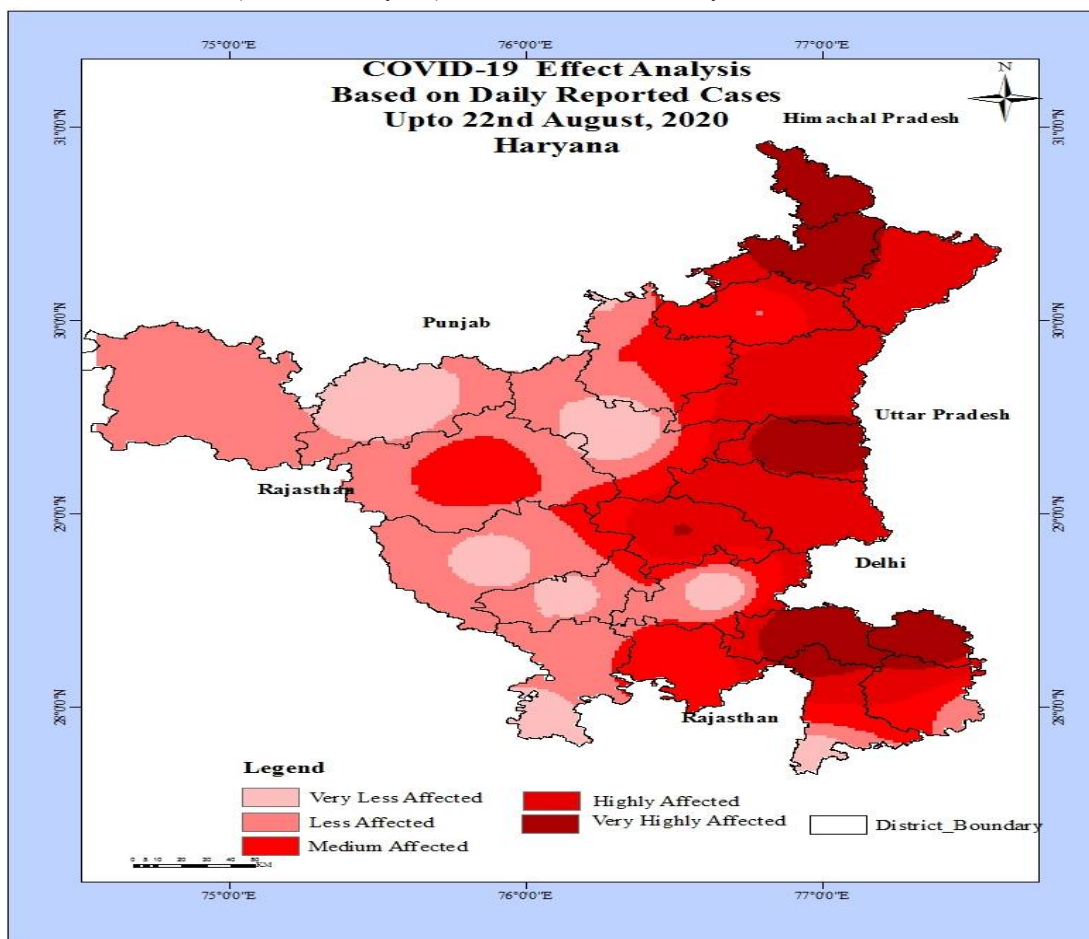 75°0'0"E 76°0'0"E 77°0'0"E
COVID-19 Effect Analysis
Based on Daily Reported Cases
Upto 22nd August, 2020
Haryana
N
Himachal Pradesh
31°0'0"N 31°0'0"N
30°0'0"N 30°0'0"N
Punjab
Uttar Pradesh
Rajasthan
29°0'0"N 29°0'0"N
Delhi
28°0'0"N 28°0'0"N
Rajasthan
Legend
Very Less Affected
Less Affected
Medium Affected
Highly Affected
Very Highly Affected
District_Boundary
KM
75°0'0"E 76°0'0"E 77°0'0"E